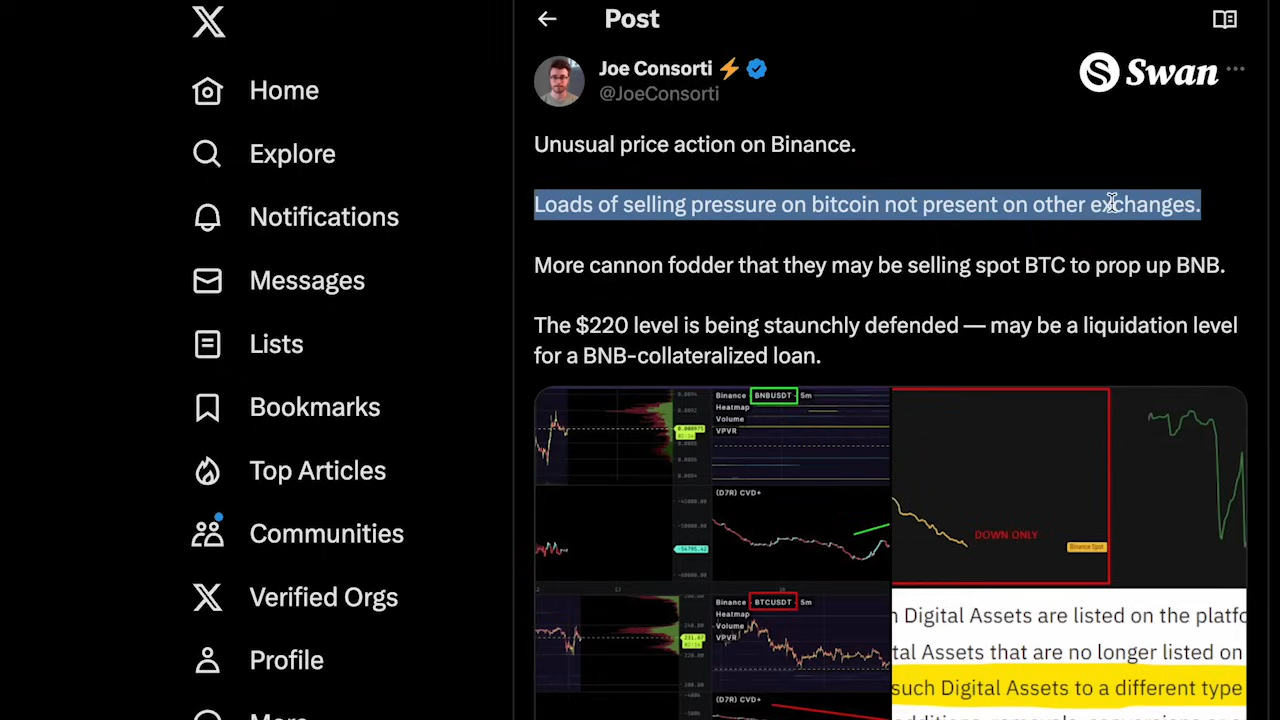 Post
Joe Consorti
@JoeConsorti
Swan
Home
Explore
Notifications
Messages
Lists
Bookmarks
Top Articles
Communities
Verified Orgs
Profile
Unusual price action on Binance.
Loads of selling pressure on bitcoin not present on other exchanges.
More cannon fodder that they may be selling spot BTC to prop up BNB.
The $220 level is being staunchly defended — may be a liquidation level
for a BNB-collateralized loan.
Binance BNBUSDT 5m
Heatmap
Volume
VPVR
(D7R) CVD+
DOWN ONLY
Binance Spot
Binance BTCUSDT 5m
Heatmap
Volume
VPVR
(D7R) CVD+
Digital Assets are listed on the platfo
tal Assets that are no longer listed on
such Digital Assets to a different type